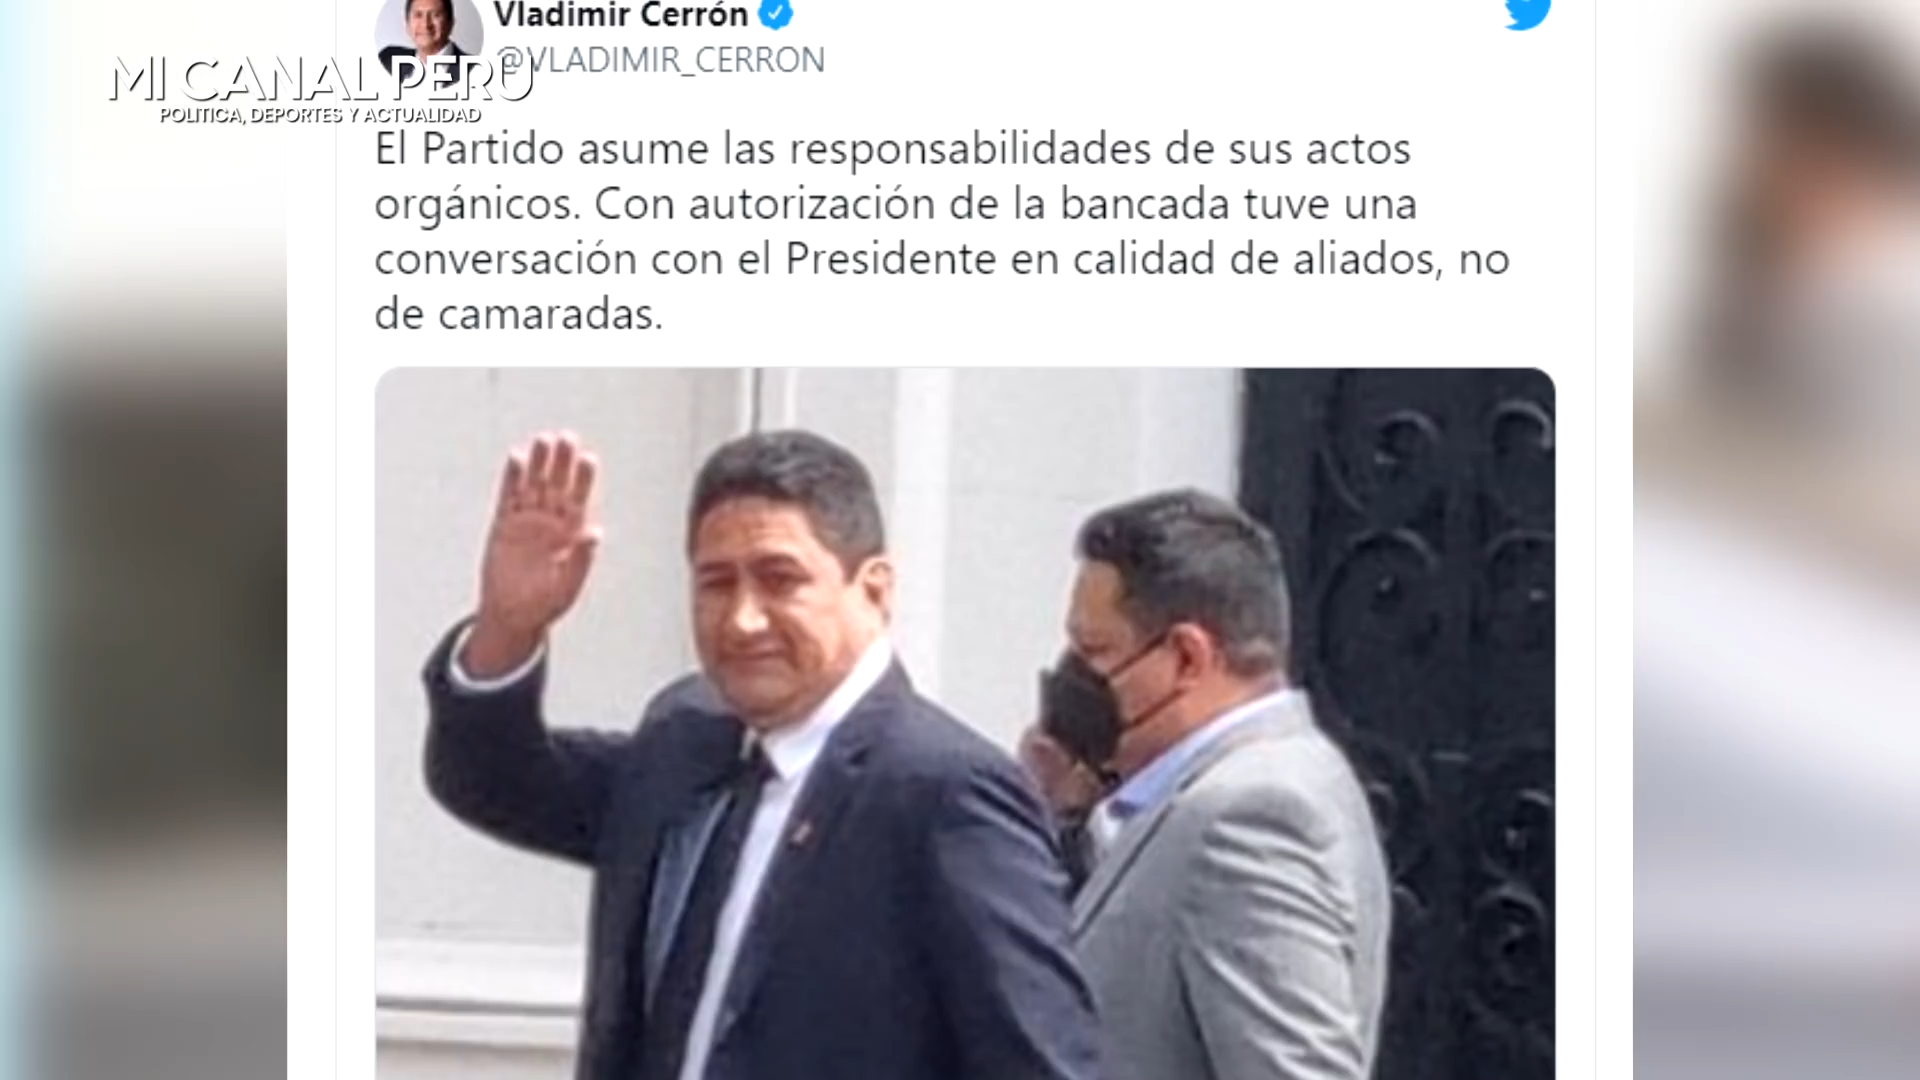 Vladimir Cerrón
@VLADIMIR_CERRON
MI CANAL PERÚ
POLITICA, DEPORTES Y ACTUALIDAD
El Partido asume las responsabilidades de sus actos
orgánicos. Con autorización de la bancada tuve una
conversación con el Presidente en calidad de aliados, no
de camaradas.